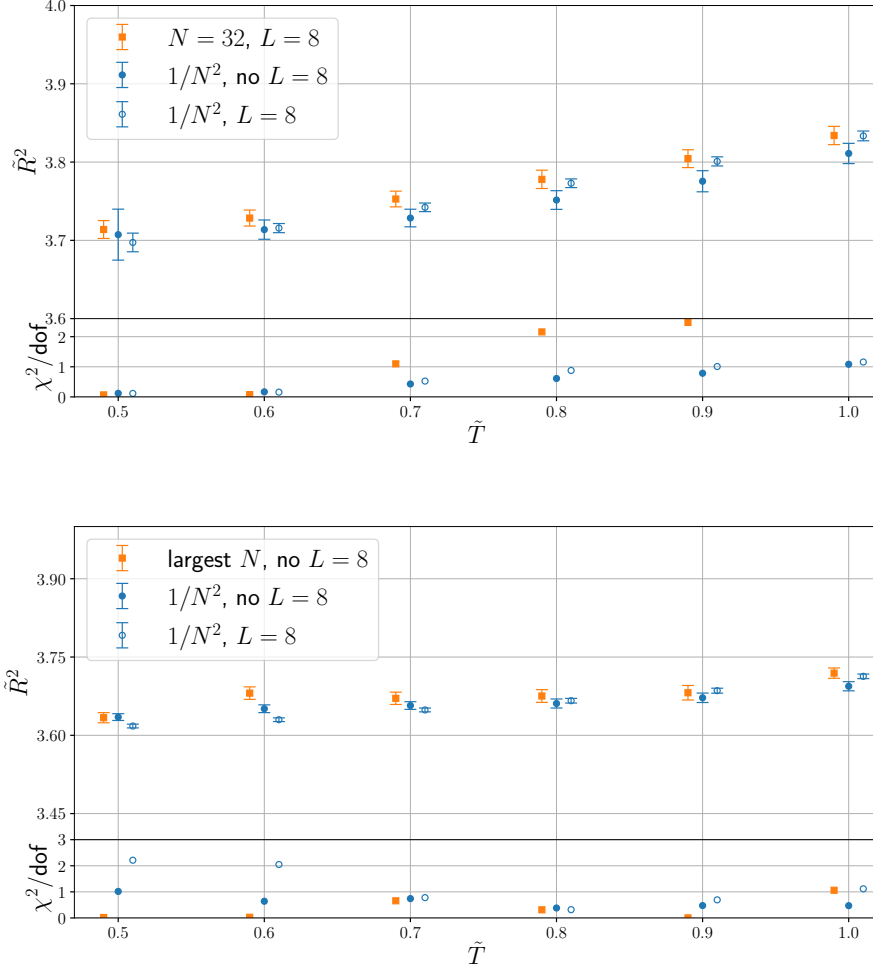 4.0
3.9
3.8
3.7
3.6
R̃²
N = 32, L = 8
1/N², no L = 8
1/N², L = 8
2
1
0
χ²/dof
0.5 0.6 0.7 0.8 0.9 1.0
T̃
3.90
3.75
3.60
3.45
R̃²
largest N, no L = 8
1/N², no L = 8
1/N², L = 8
3
2
1
0
χ²/dof
0.5 0.6 0.7 0.8 0.9 1.0
T̃